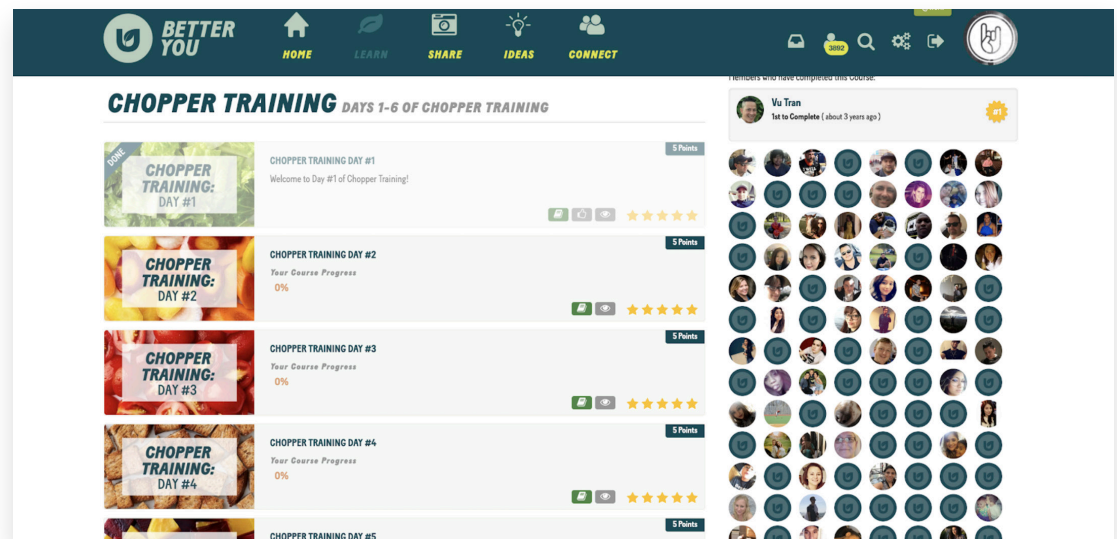 BETTER
YOU
HOME
LEARN
SHARE
IDEAS
CONNECT
3892
CHOPPER TRAINING DAYS 1-6 OF CHOPPER TRAINING
DONE
CHOPPER
TRAINING:
DAY #1
CHOPPER TRAINING DAY #1
5 Points
Welcome to Day #1 of Chopper Training!
CHOPPER
TRAINING:
DAY #2
CHOPPER TRAINING DAY #2
5 Points
Your Course Progress
0%
CHOPPER
TRAINING:
DAY #3
CHOPPER TRAINING DAY #3
5 Points
Your Course Progress
0%
CHOPPER
TRAINING:
DAY #4
CHOPPER TRAINING DAY #4
5 Points
Your Course Progress
0%
CHOPPER TRAINING DAY #5
5 Points
Members who have completed this Course:
Vu Tran
1st to Complete ( about 3 years ago )
#1